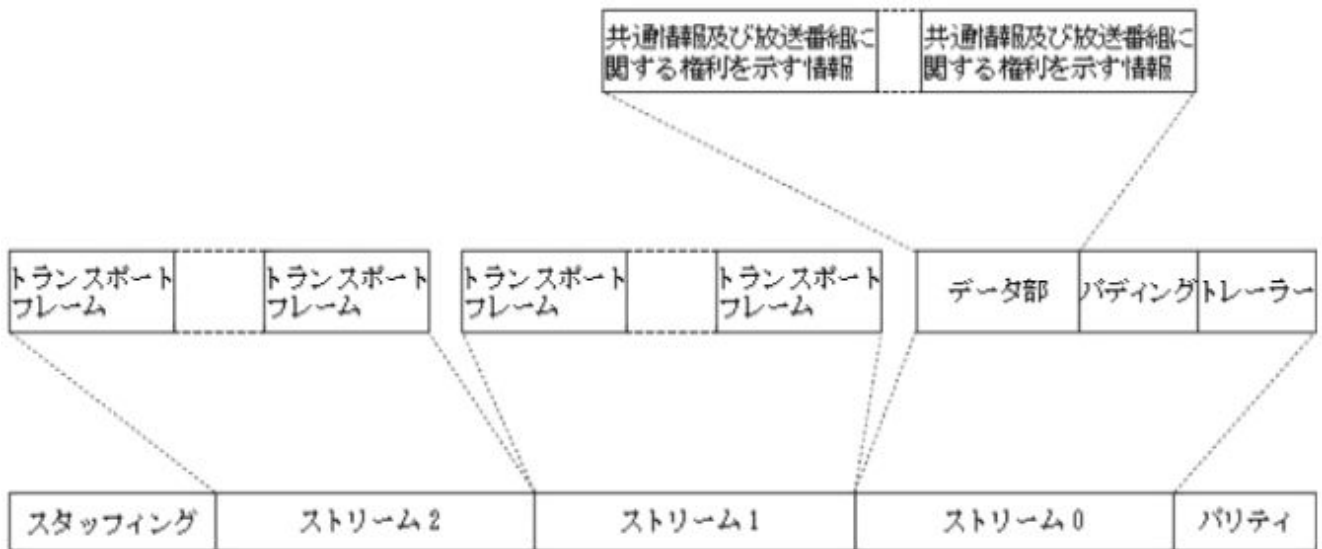 共通情報及び放送番組に
関する権利を示す情報
共通情報及び放送番組に
関する権利を示す情報
トランスポート
フレーム
トランスポート
フレーム
トランスポート
フレーム
トランスポート
フレーム
データ部
パディング
トレーラー
スタッフィング
ストリーム2
ストリーム1
ストリーム0
パリティ